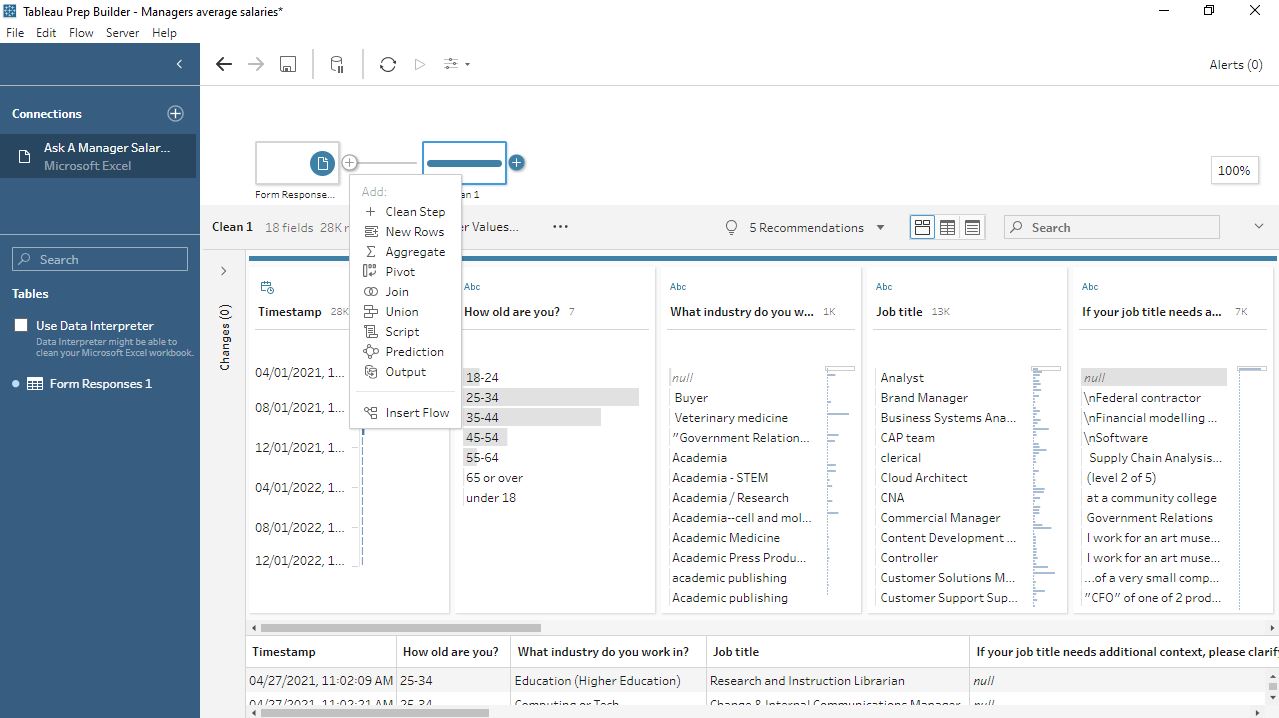 Tableau Prep Builder - Managers average salaries*
File Edit Flow Server Help
Alerts (0)
Connections
Ask A Manager Salar...
Microsoft Excel
Form Response...
100%
Add:
Clean Step
New Rows
Aggregate
Pivot
Join
Union
Script
Prediction
Output
Insert Flow
Clean 1 18 fields 28K
Values... ••• 5 Recommendations Search
Search
Tables
Use Data Interpreter
Data Interpreter might be able to
clean your Microsoft Excel workbook.
Form Responses 1
Changes (0)
Timestamp 28K
04/01/2021, 1...
08/01/2021, 1...
12/01/2021, 1...
04/01/2022, 1...
08/01/2022, 1...
12/01/2022, 1...
Abc
How old are you? 7
18-24
25-34
35-44
45-54
55-64
65 or over
under 18
Abc
What industry do you w... 1K
null
Buyer
Veterinary medicine
"Government Relation...
Academia
Academia - STEM
Academia / Research
Academia--cell and mol...
Academic Medicine
Academic Press Produ...
academic publishing
Academic publishing
Abc
Job title 13K
Analyst
Brand Manager
Business Systems Ana...
CAP team
clerical
Cloud Architect
CNA
Commercial Manager
Content Development ...
Controller
Customer Solutions M...
Customer Support Sup...
Abc
If your job title needs a... 7K
null
\nFederal contractor
\nFinancial modelling ...
\nSoftware
Supply Chain Analysis...
(level 2 of 5)
at a community college
Government Relations
I work for an art muse...
I work for an art muse...
...of a very small comp...
"CFO" of one of 2 prod...
Timestamp How old are you? What industry do you work in? Job title If your job title needs additional context, please clarif
04/27/2021, 11:02:09 AM 25-34 Education (Higher Education) Research and Instruction Librarian null
04/27/2021, 11:02:21 AM 25-34 Computing or Tech Change & Internal Communications Manager null